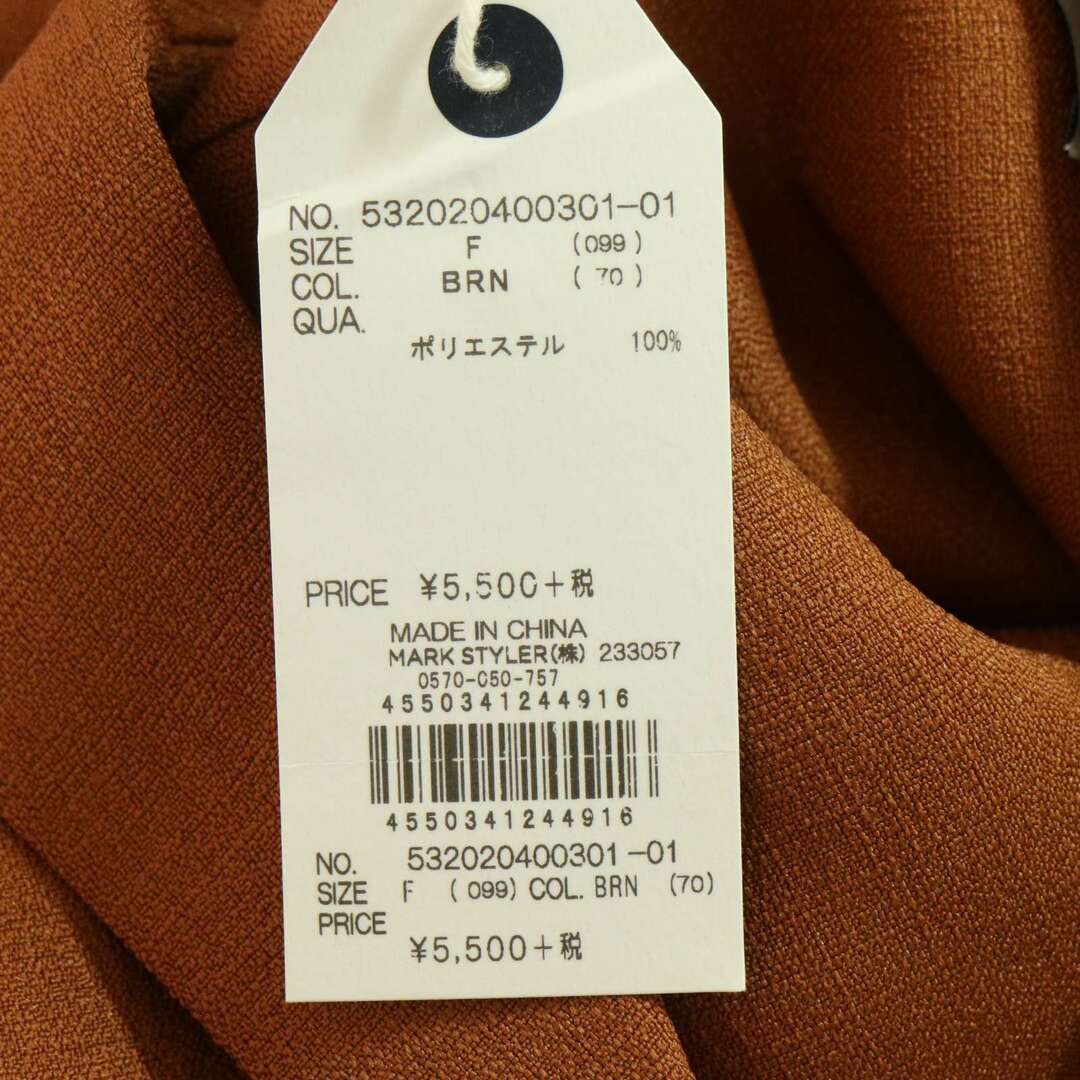 NO. 532020400301-01
SIZE F (099)
COL. BRN (70)
QUA.
ポリエステル 100%
PRICE ¥5,500+税
MADE IN CHINA
MARK STYLER(株) 233057
0570-050-757
4550341244916
4550341244916
NO. 532020400301-01
SIZE F (099) COL. BRN (70)
PRICE
¥5,500+税